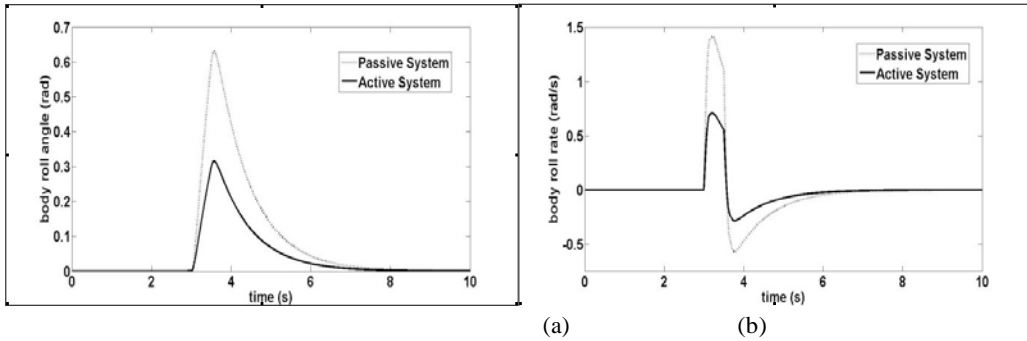 0.7
0.6
0.5
0.4
0.3
0.2
0.1
0
0
2
4
6
8
10
body roll angle (rad)
time (s)
Passive System
Active System
1.5
1
0.5
0
-0.5
0
2
4
6
8
10
body roll rate (rad/s)
time (s)
Passive System
Active System
(a) (b)